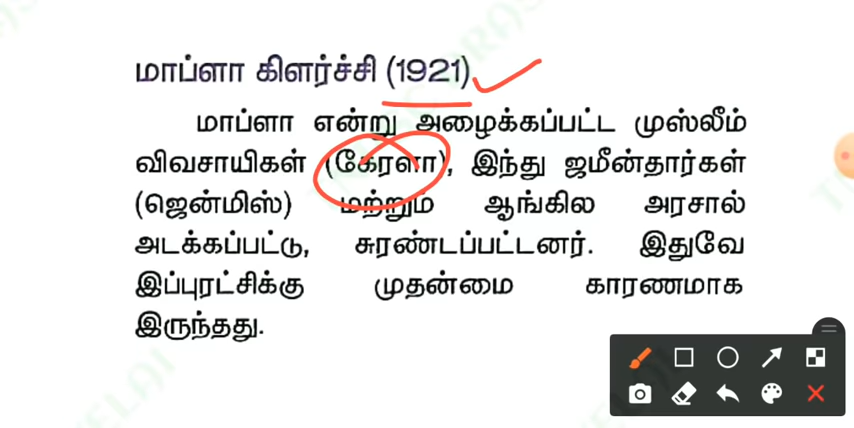 மாப்ளா கிளர்ச்சி (1921)
மாப்ளா என்று அழைக்கப்பட்ட முஸ்லீம்
விவசாயிகள் (கேரளா), இந்து ஜமீன்தார்கள்
(ஜென்மிஸ்) மற்றும் ஆங்கில அரசால்
அடக்கப்பட்டு, சுரண்டப்பட்டனர். இதுவே
இப்புரட்சிக்கு முதன்மை காரணமாக
இருந்தது.